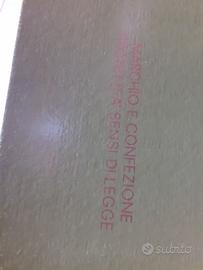 MARCHIO E CONFEZIONE
A SENSI DI LEGGE
subito